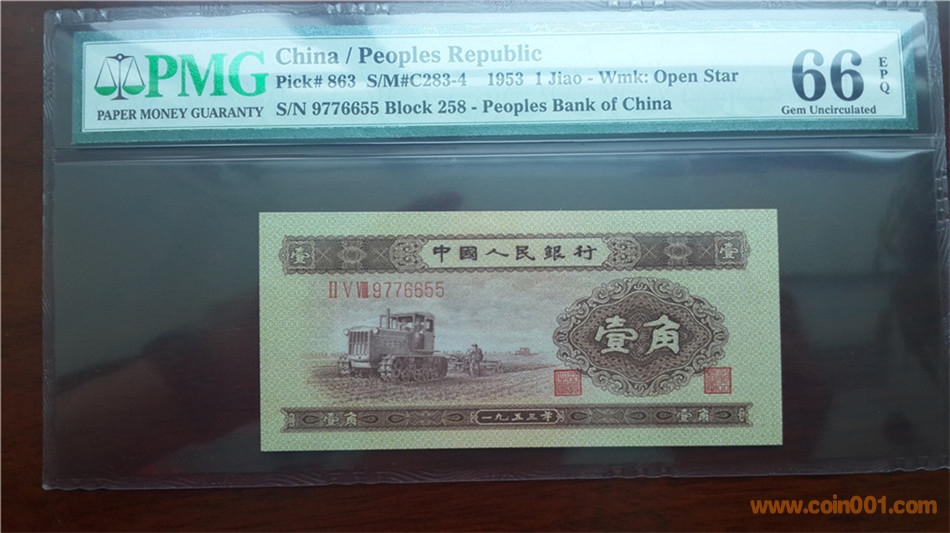 PMG
PAPER MONEY GUARANTY
China / Peoples Republic
Pick# 863 S/M#C283-4 1953 1 Jiao - Wmk: Open Star
S/N 9776655 Block 258 - Peoples Bank of China
66
EPQ
Gem Uncirculated
壹 中國人民銀行 壹
II V VIII 9776655
壹角
壹角 一九五三年 壹角
www.coin001.com